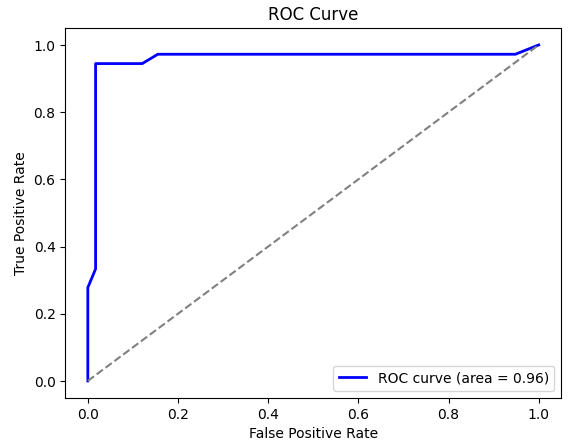 ROC Curve
1.0
0.8
0.6
0.4
0.2
0.0
True Positive Rate
ROC curve (area = 0.96)
0.0 0.2 0.4 0.6 0.8 1.0
False Positive Rate